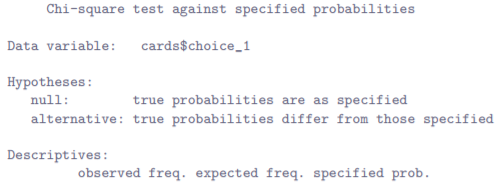 Chi-square test against specified probabilities
Data variable: cards$choice_1
Hypotheses:
null: true probabilities are as specified
alternative: true probabilities differ from those specified
Descriptives:
observed freq. expected freq. specified prob.